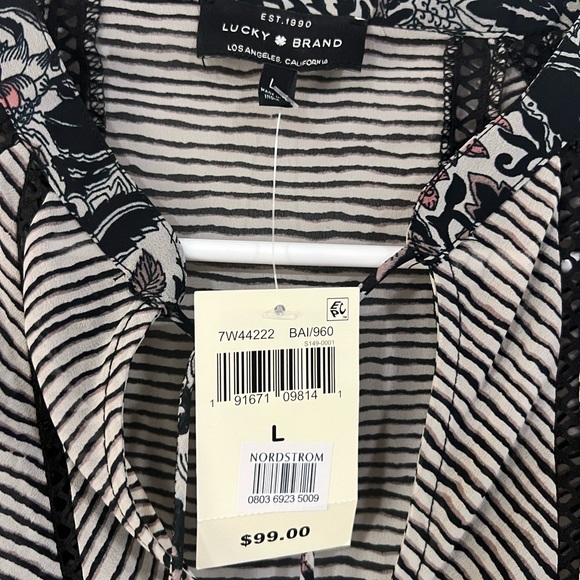 EST.1990
LUCKY BRAND
LOS ANGELES, CALIFORNIA
L
7W44222 BAI/960
S149-0001
1 91671 09814 1
L
NORDSTROM
0803 6923 5009
$99.00